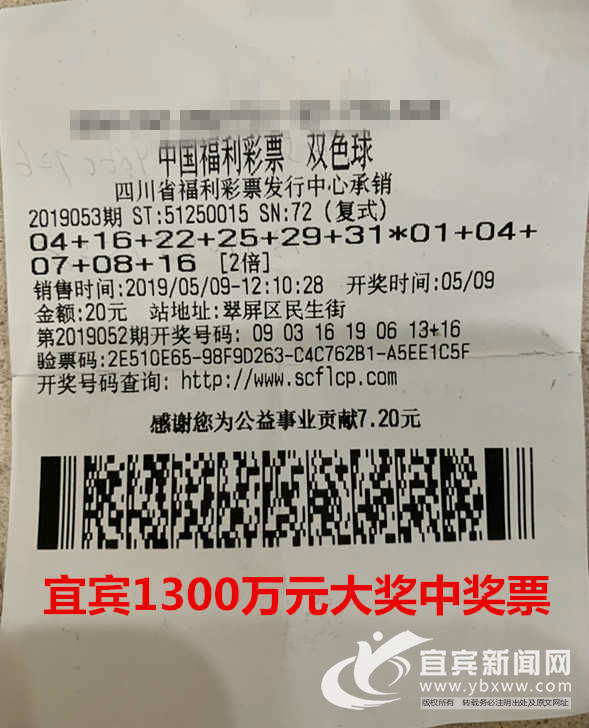 中国福利彩票 双色球
四川省福利彩票发行中心承销
2019053期 ST:51250015 SN:72 (复式)
04+16+22+25+29+31*01+04+
07+08+16 [2倍]
销售时间:2019/05/09-12:10:28 开奖时间:05/09
金额:20元 站地址:翠屏区民生街
第2019052期开奖号码: 09 03 16 19 06 13+16
验票码:2E510E65-98F9D263-C4C762B1-A5EE1C5F
开奖号码查询: http://www.scflcp.com
感谢您为公益事业贡献7.20元
宜宾1300万元大奖中奖票
宜宾新闻网
www.ybxww.com
版权所有 转载务必注明出处及原文网址